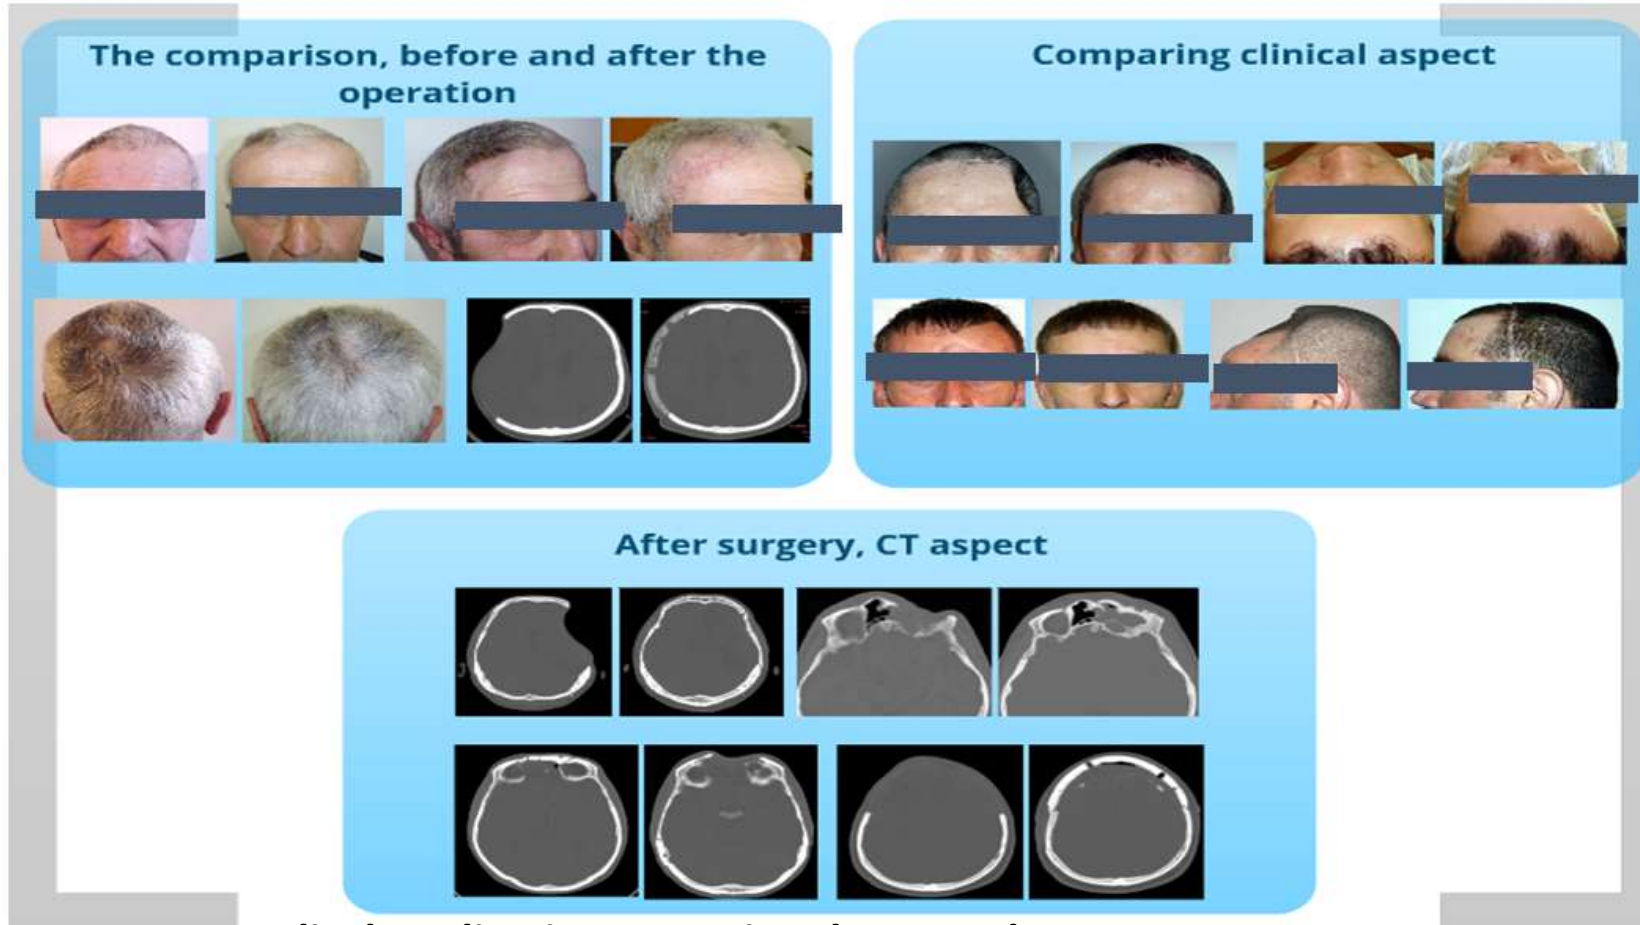 The comparison, before and after the
operation
Comparing clinical aspect
After surgery, CT aspect